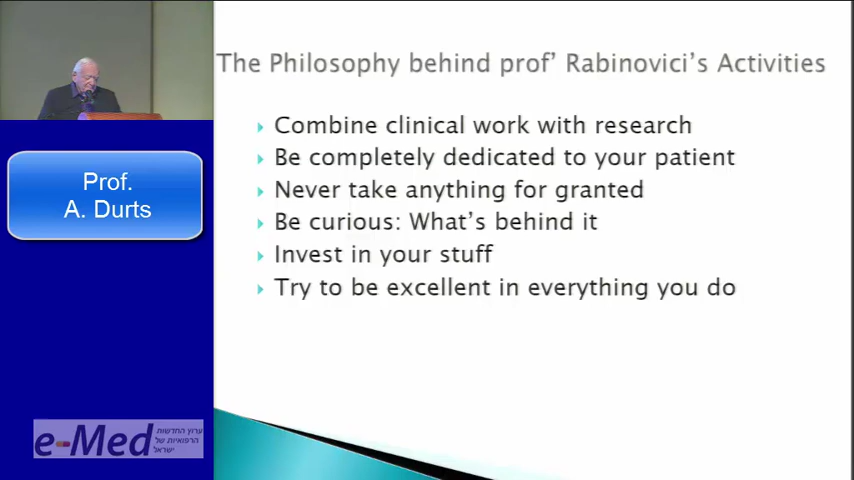 The Philosophy behind prof' Rabinovici's Activities
Combine clinical work with research
Be completely dedicated to your patient
Never take anything for granted
Be curious: What's behind it
Invest in your stuff
Try to be excellent in everything you do
Prof.
A. Durts
e-Med
ערוץ החדשות
הרפואיות של
ישראל